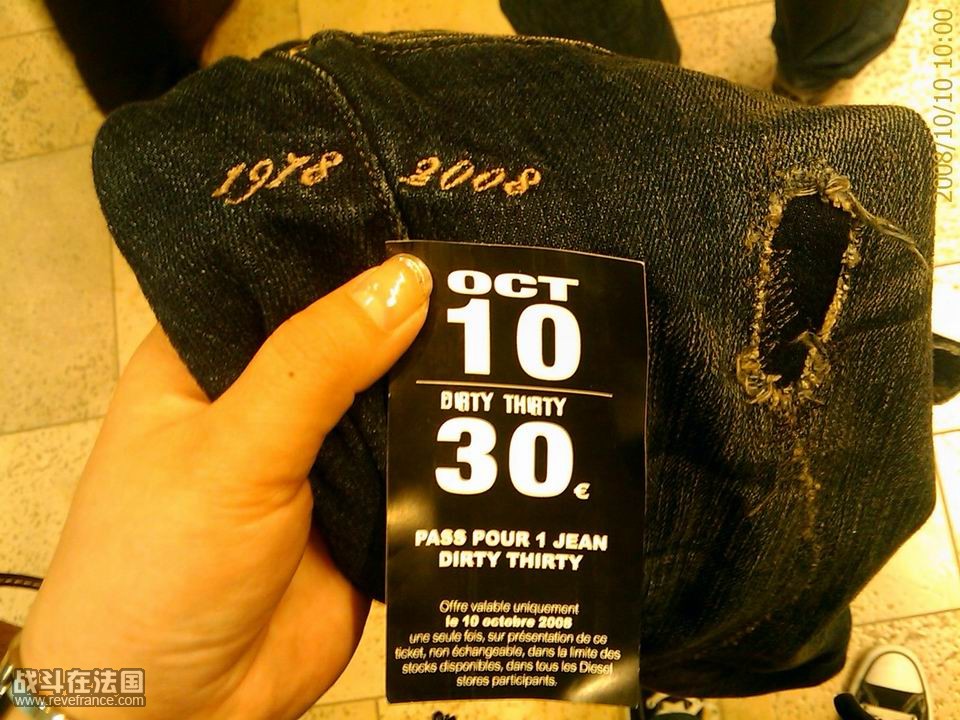 2008/10/10 10:00
1978 2008
OCT
10
DIRTY THIRTY
30€
PASS POUR 1 JEAN
DIRTY THIRTY
Offre valable uniquement
le 10 octobre 2008
une seule fois, sur présentation de ce
ticket, non échangeable, dans la limite des
stocks disponibles, dans tous les Diesel
stores participants.
战斗在法国
www.revefrance.com